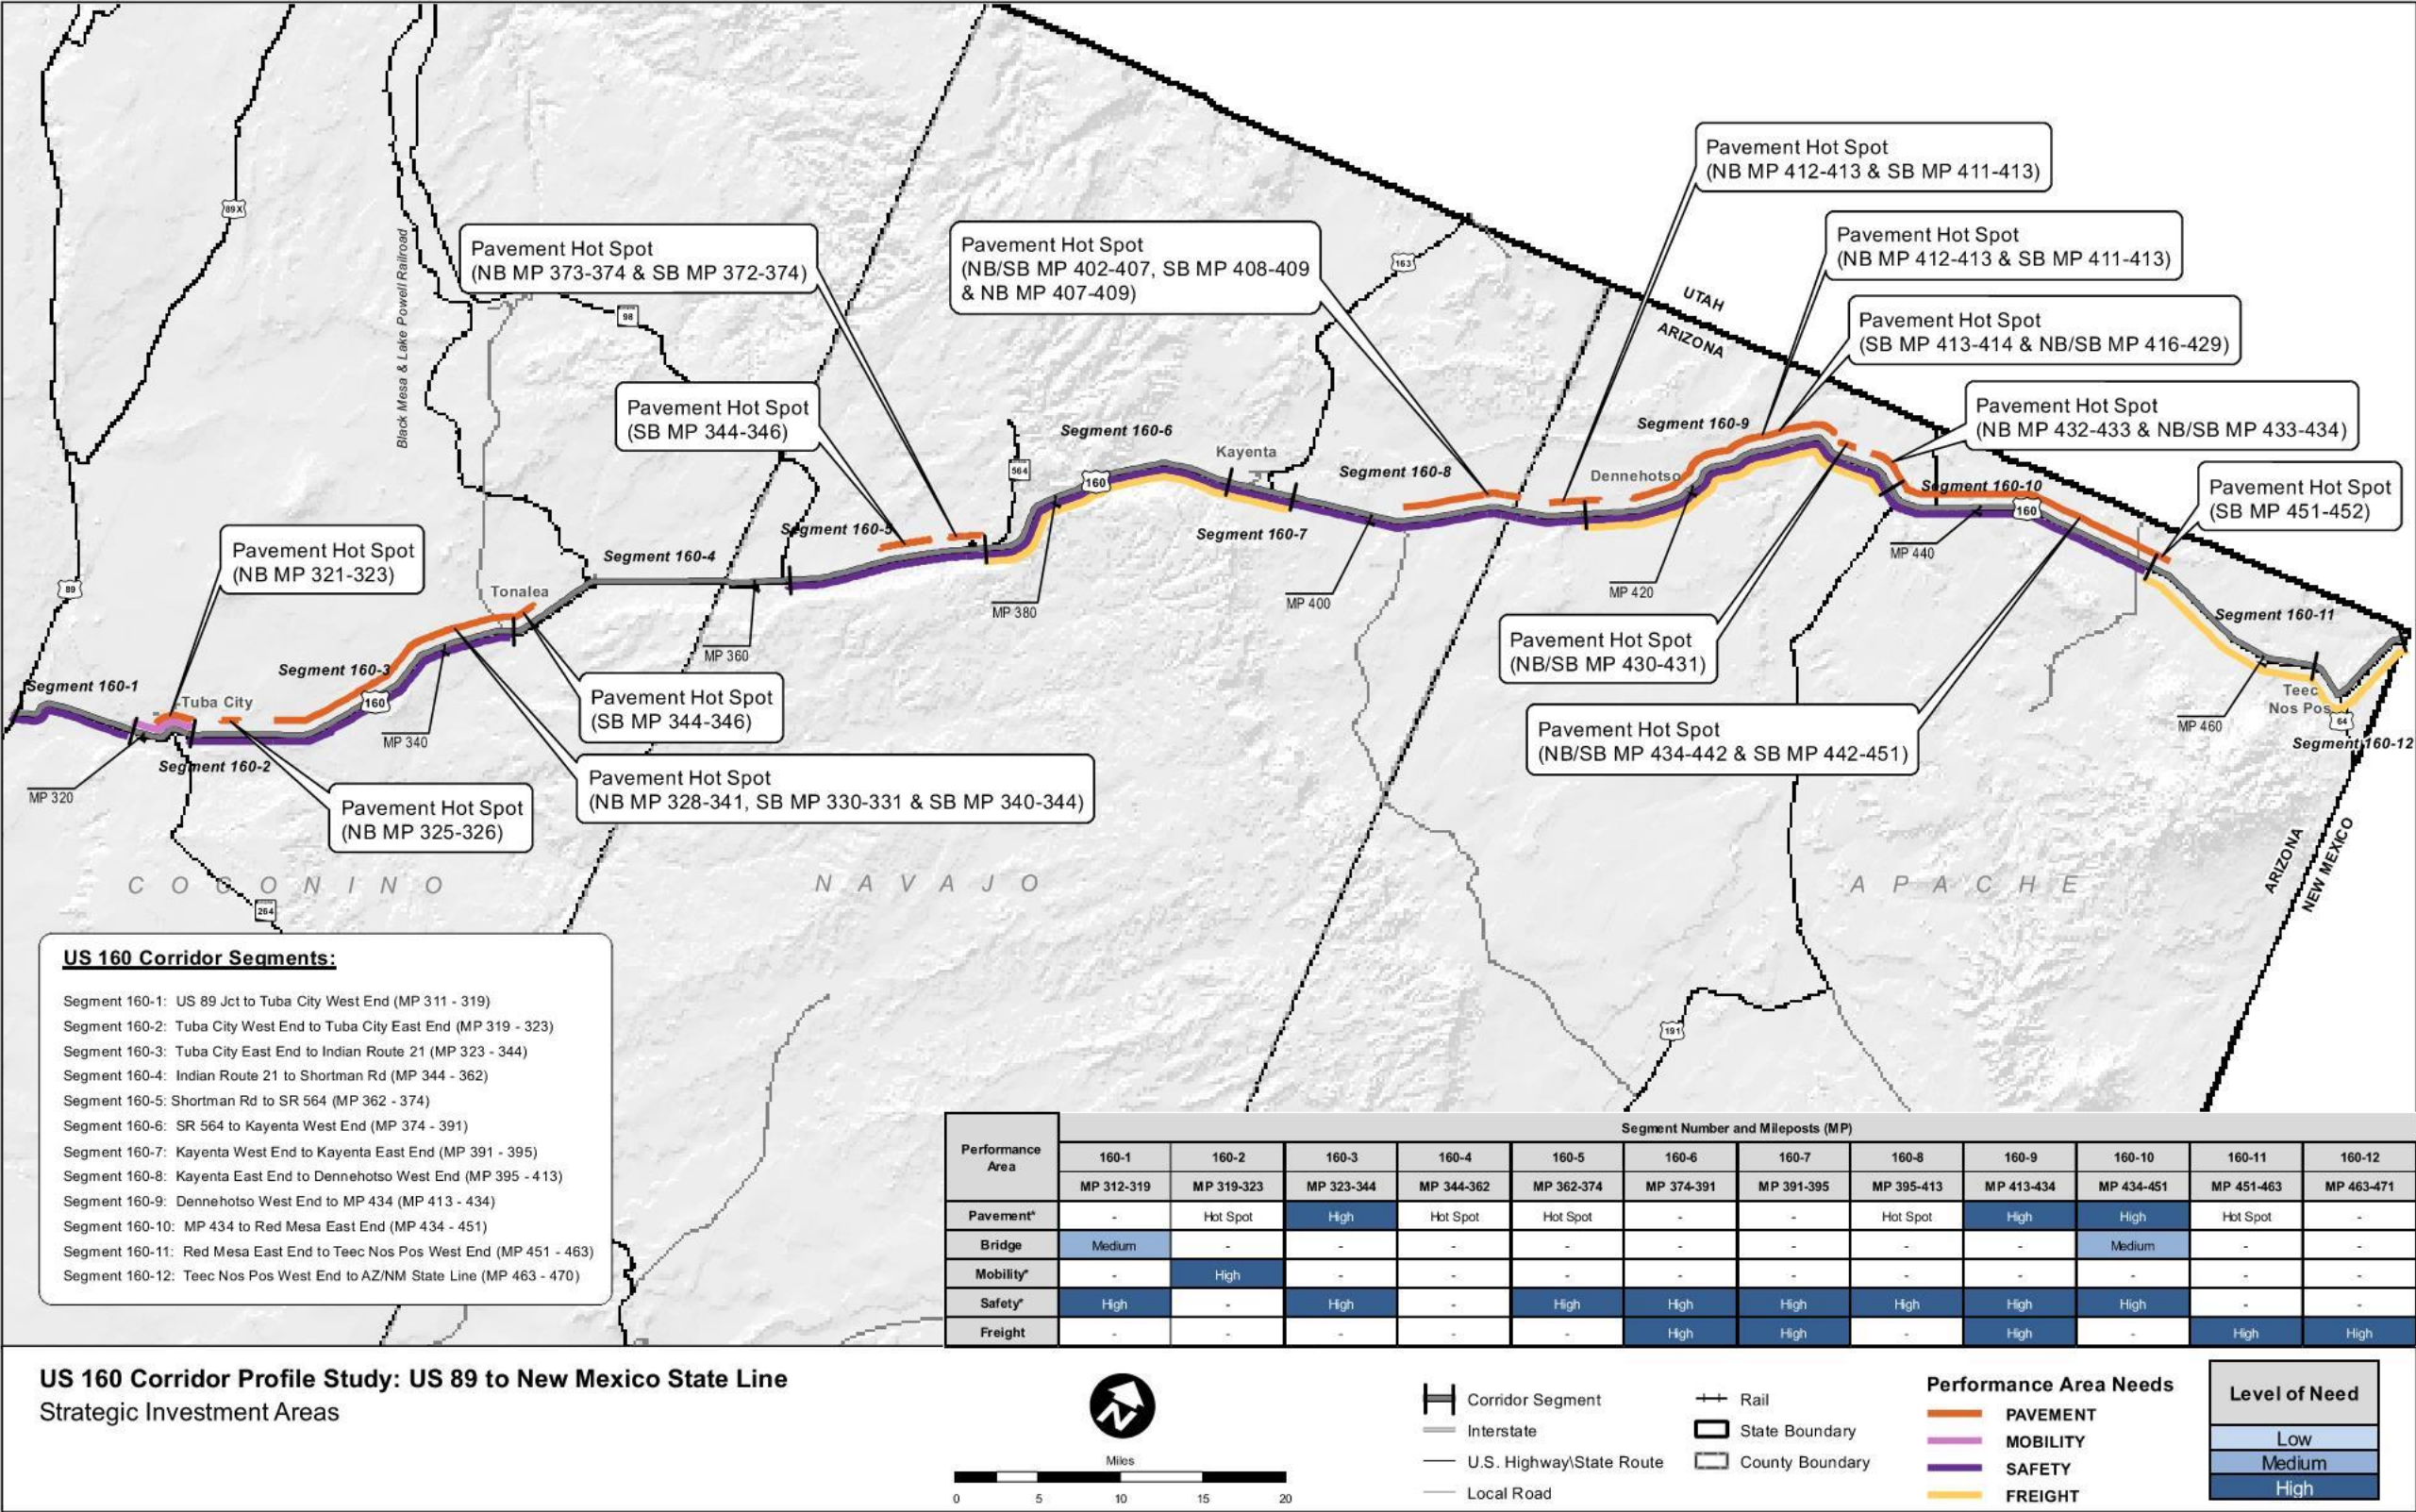 UTAH
ARIZONA
89X
Black Mesa & Lake Powell Railroad
98
163
564
160
89
Pavement Hot Spot
(NB MP 412-413 & SB MP 411-413)
Pavement Hot Spot
(NB MP 373-374 & SB MP 372-374)
Pavement Hot Spot
(NB/SB MP 402-407, SB MP 408-409
& NB MP 407-409)
Pavement Hot Spot
(NB MP 412-413 & SB MP 411-413)
Pavement Hot Spot
(SB MP 413-414 & NB/SB MP 416-429)
Pavement Hot Spot
(SB MP 344-346)
Pavement Hot Spot
(NB MP 432-433 & NB/SB MP 433-434)
Segment 160-9
Segment 160-6
Kayenta
Segment 160-8
Dennehotso
Segment 160-10
160
Pavement Hot Spot
(SB MP 451-452)
Segment 160-5
Segment 160-7
Pavement Hot Spot
(NB MP 321-323)
Segment 160-4
MP 440
Tonalea
MP 380
MP 400
MP 420
Segment 160-11
MP 360
Pavement Hot Spot
(NB/SB MP 430-431)
Segment 160-3
Segment 160-1
Tuba City
160
Pavement Hot Spot
(SB MP 344-346)
Teec
Nos Pos
64
MP 460
MP 340
Pavement Hot Spot
(NB/SB MP 434-442 & SB MP 442-451)
Segment 160-12
Segment 160-2
MP 320
Pavement Hot Spot
(NB MP 328-341, SB MP 330-331 & SB MP 340-344)
Pavement Hot Spot
(NB MP 325-326)
COCONINO
NAVAJO
APACHE
ARIZONA
NEW MEXICO
264
191
US 160 Corridor Segments:
Segment 160-1: US 89 Jct to Tuba City West End (MP 311 - 319)
Segment 160-2: Tuba City West End to Tuba City East End (MP 319 - 323)
Segment 160-3: Tuba City East End to Indian Route 21 (MP 323 - 344)
Segment 160-4: Indian Route 21 to Shortman Rd (MP 344 - 362)
Segment 160-5: Shortman Rd to SR 564 (MP 362 - 374)
Segment 160-6: SR 564 to Kayenta West End (MP 374 - 391)
Segment 160-7: Kayenta West End to Kayenta East End (MP 391 - 395)
Segment 160-8: Kayenta East End to Dennehotso West End (MP 395 - 413)
Segment 160-9: Dennehotso West End to MP 434 (MP 413 - 434)
Segment 160-10: MP 434 to Red Mesa East End (MP 434 - 451)
Segment 160-11: Red Mesa East End to Teec Nos Pos West End (MP 451 - 463)
Segment 160-12: Teec Nos Pos West End to AZ/NM State Line (MP 463 - 470)
Performance Area Segment Number and Mileposts (MP)
160-1 160-2 160-3 160-4 160-5 160-6 160-7 160-8 160-9 160-10 160-11 160-12
MP 312-319 MP 319-323 MP 323-344 MP 344-362 MP 362-374 MP 374-391 MP 391-395 MP 395-413 MP 413-434 MP 434-451 MP 451-463 MP 463-471
Pavement* - Hot Spot High Hot Spot Hot Spot - - Hot Spot High High Hot Spot -
Bridge Medium - - - - - - - - Medium - -
Mobility* - High - - - - - - - - - -
Safety* High - High - High High High High High High - -
Freight - - - - - High High - High - High High
US 160 Corridor Profile Study: US 89 to New Mexico State Line
Strategic Investment Areas
N
Miles
0 5 10 15 20
Corridor Segment
Interstate
U.S. Highway\State Route
Local Road
Rail
State Boundary
County Boundary
Performance Area Needs
PAVEMENT
MOBILITY
SAFETY
FREIGHT
Level of Need
Low
Medium
High